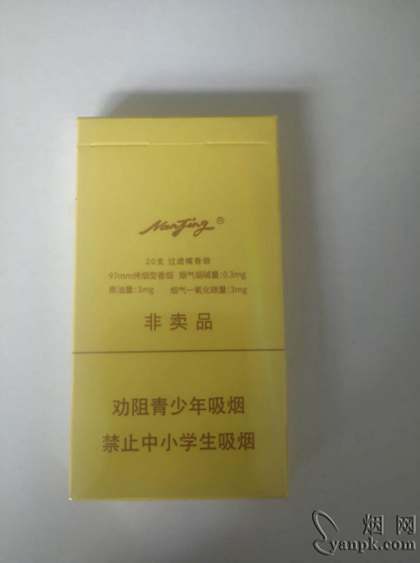 NanJing®
20支 过滤嘴香烟
97mm烤烟型香烟 烟气烟碱量:0.3mg
焦油量:3mg 烟气一氧化碳量:3mg
非卖品
劝阻青少年吸烟
禁止中小学生吸烟
烟网
yanpk.com